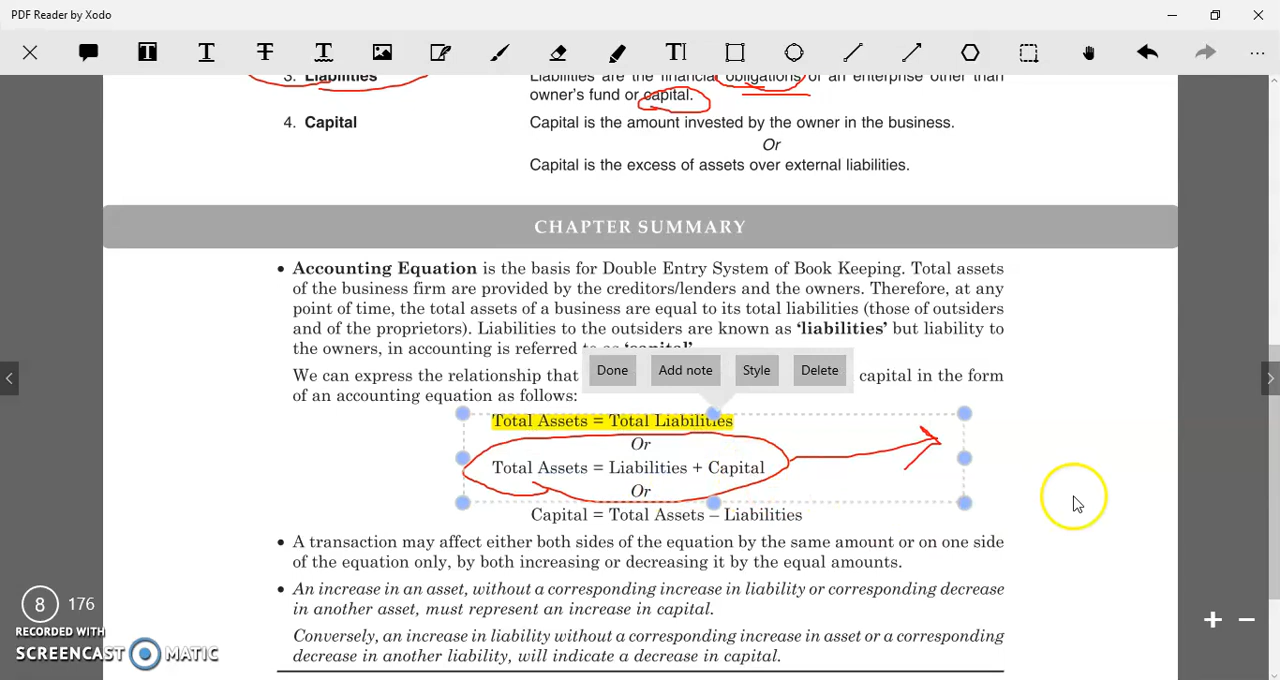 PDF Reader by Xodo
3. Liabilities Liabilities are the financial obligations of an enterprise other than
owner's fund or capital.
4. Capital Capital is the amount invested by the owner in the business.
Or
Capital is the excess of assets over external liabilities.
CHAPTER SUMMARY
• Accounting Equation is the basis for Double Entry System of Book Keeping. Total assets
of the business firm are provided by the creditors/lenders and the owners. Therefore, at any
point of time, the total assets of a business are equal to its total liabilities (those of outsiders
and of the proprietors). Liabilities to the outsiders are known as 'liabilities' but liability to
the owners, in accounting is referred to as 'capital'.
Done Add note Style Delete
We can express the relationship that capital in the form
of an accounting equation as follows:
Total Assets = Total Liabilities
Or
Total Assets = Liabilities + Capital
Or
Capital = Total Assets – Liabilities
• A transaction may affect either both sides of the equation by the same amount or on one side
of the equation only, by both increasing or decreasing it by the equal amounts.
• An increase in an asset, without a corresponding increase in liability or corresponding decrease
in another asset, must represent an increase in capital.
Conversely, an increase in liability without a corresponding increase in asset or a corresponding
decrease in another liability, will indicate a decrease in capital.
8 176
RECORDED WITH
SCREENCAST MATIC